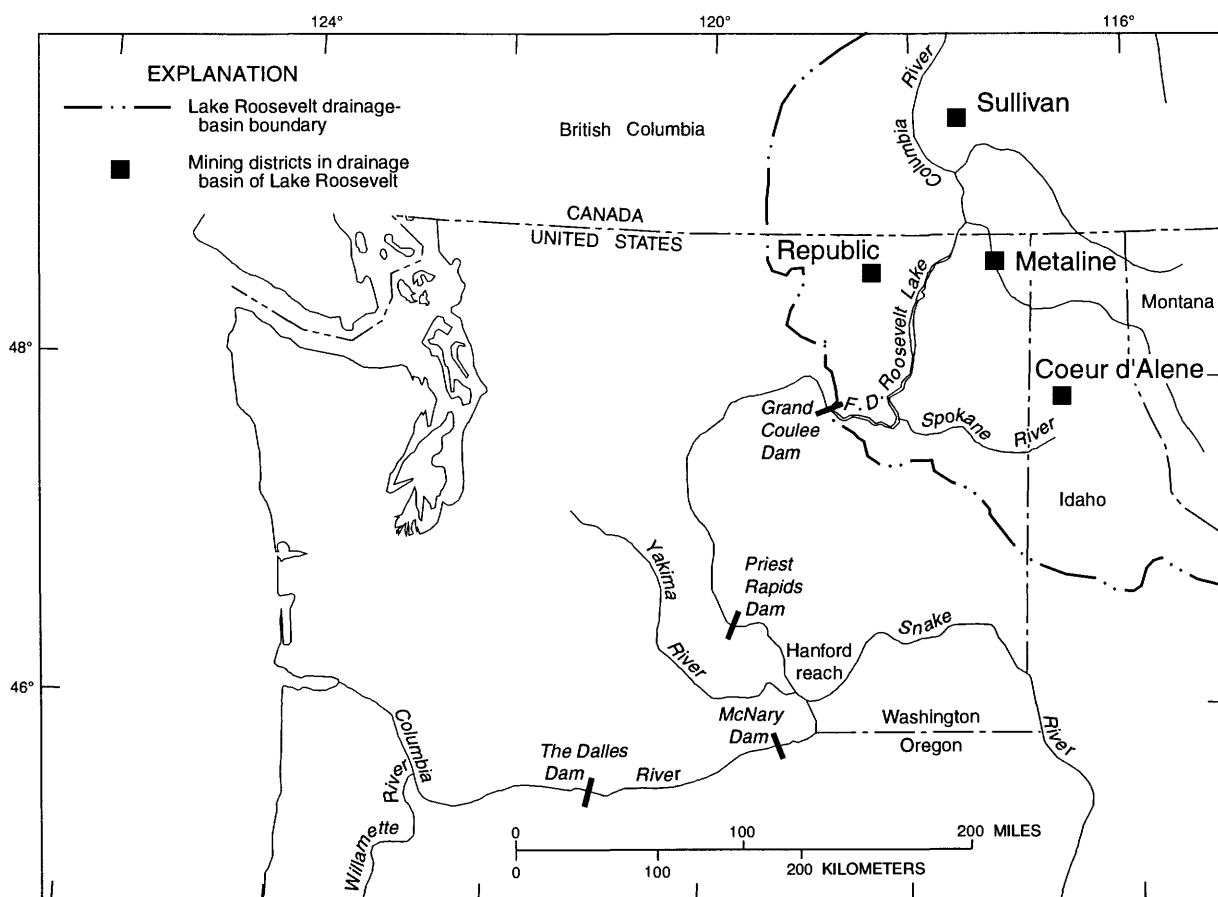 124°
120°
116°
EXPLANATION
Lake Roosevelt drainage-
basin boundary
Mining districts in drainage
basin of Lake Roosevelt
British Columbia
Columbia
River
Sullivan
CANADA
UNITED STATES
Republic
Metaline
Montana
48°
F. D. Roosevelt Lake
Coeur d'Alene
Grand
Coulee
Dam
Spokane
River
Idaho
Yakima
River
Priest
Rapids
Dam
Hanford
reach
Snake
River
46°
McNary
Dam
Washington
Oregon
Columbia
River
The Dalles
Dam
Willamette
River
0 100 200 MILES
0 100 200 KILOMETERS